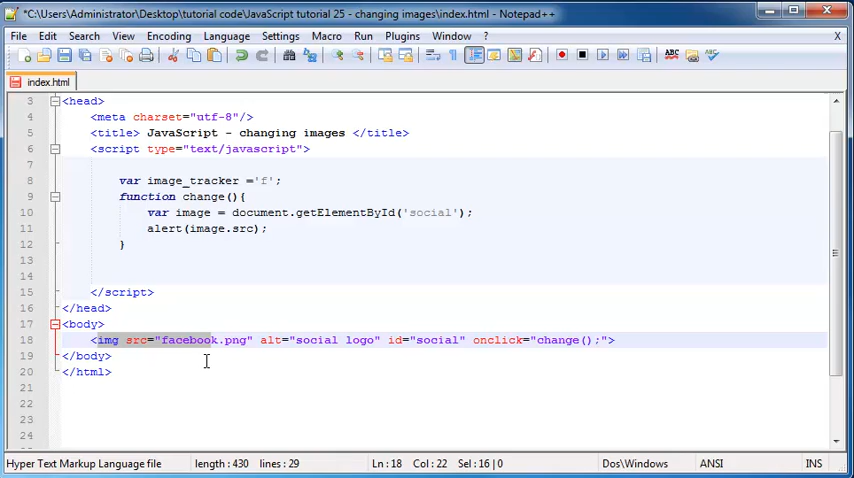 *C:\Users\Administrator\Desktop\tutorial code\JavaScript tutorial 25 - changing images\index.html - Notepad++
File Edit Search View Encoding Language Settings Macro Run Plugins Window ? X
index.html
3 <head>
4 <meta charset="utf-8"/>
5 <title> JavaScript - changing images </title>
6 <script type="text/javascript">
7
8 var image_tracker ='f';
9 function change(){
10 var image = document.getElementById('social');
11 alert(image.src);
12 }
13
14
15 </script>
16 </head>
17 <body>
18 <img src="facebook.png" alt="social logo" id="social" onclick="change();">
19 </body>
20 </html>
21
22
23
24
Hyper Text Markup Language file length : 430 lines : 29 Ln : 18 Col : 22 Sel : 16 | 0 Dos\Windows ANSI INS